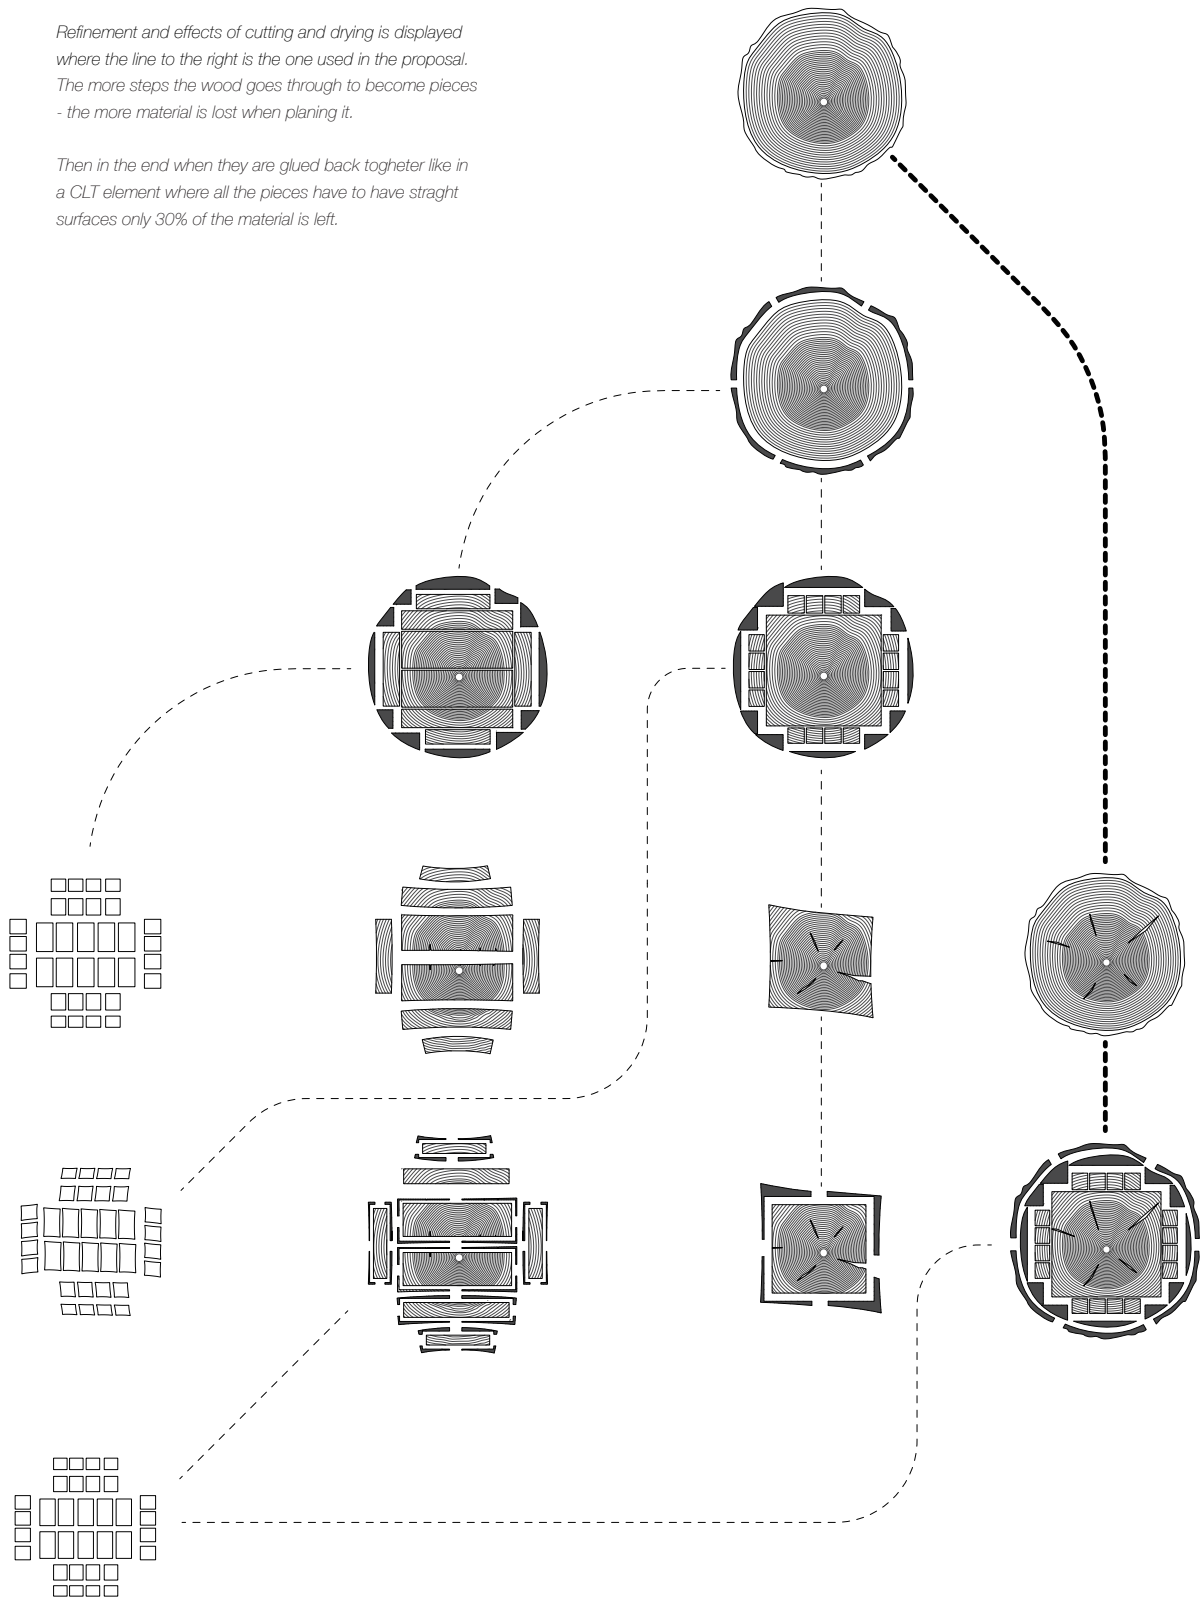 Refinement and effects of cutting and drying is displayed
where the line to the right is the one used in the proposal.
The more steps the wood goes through to become pieces
- the more material is lost when planing it.
Then in the end when they are glued back togheter like in
a CLT element where all the pieces have to have straght
surfaces only 30% of the material is left.